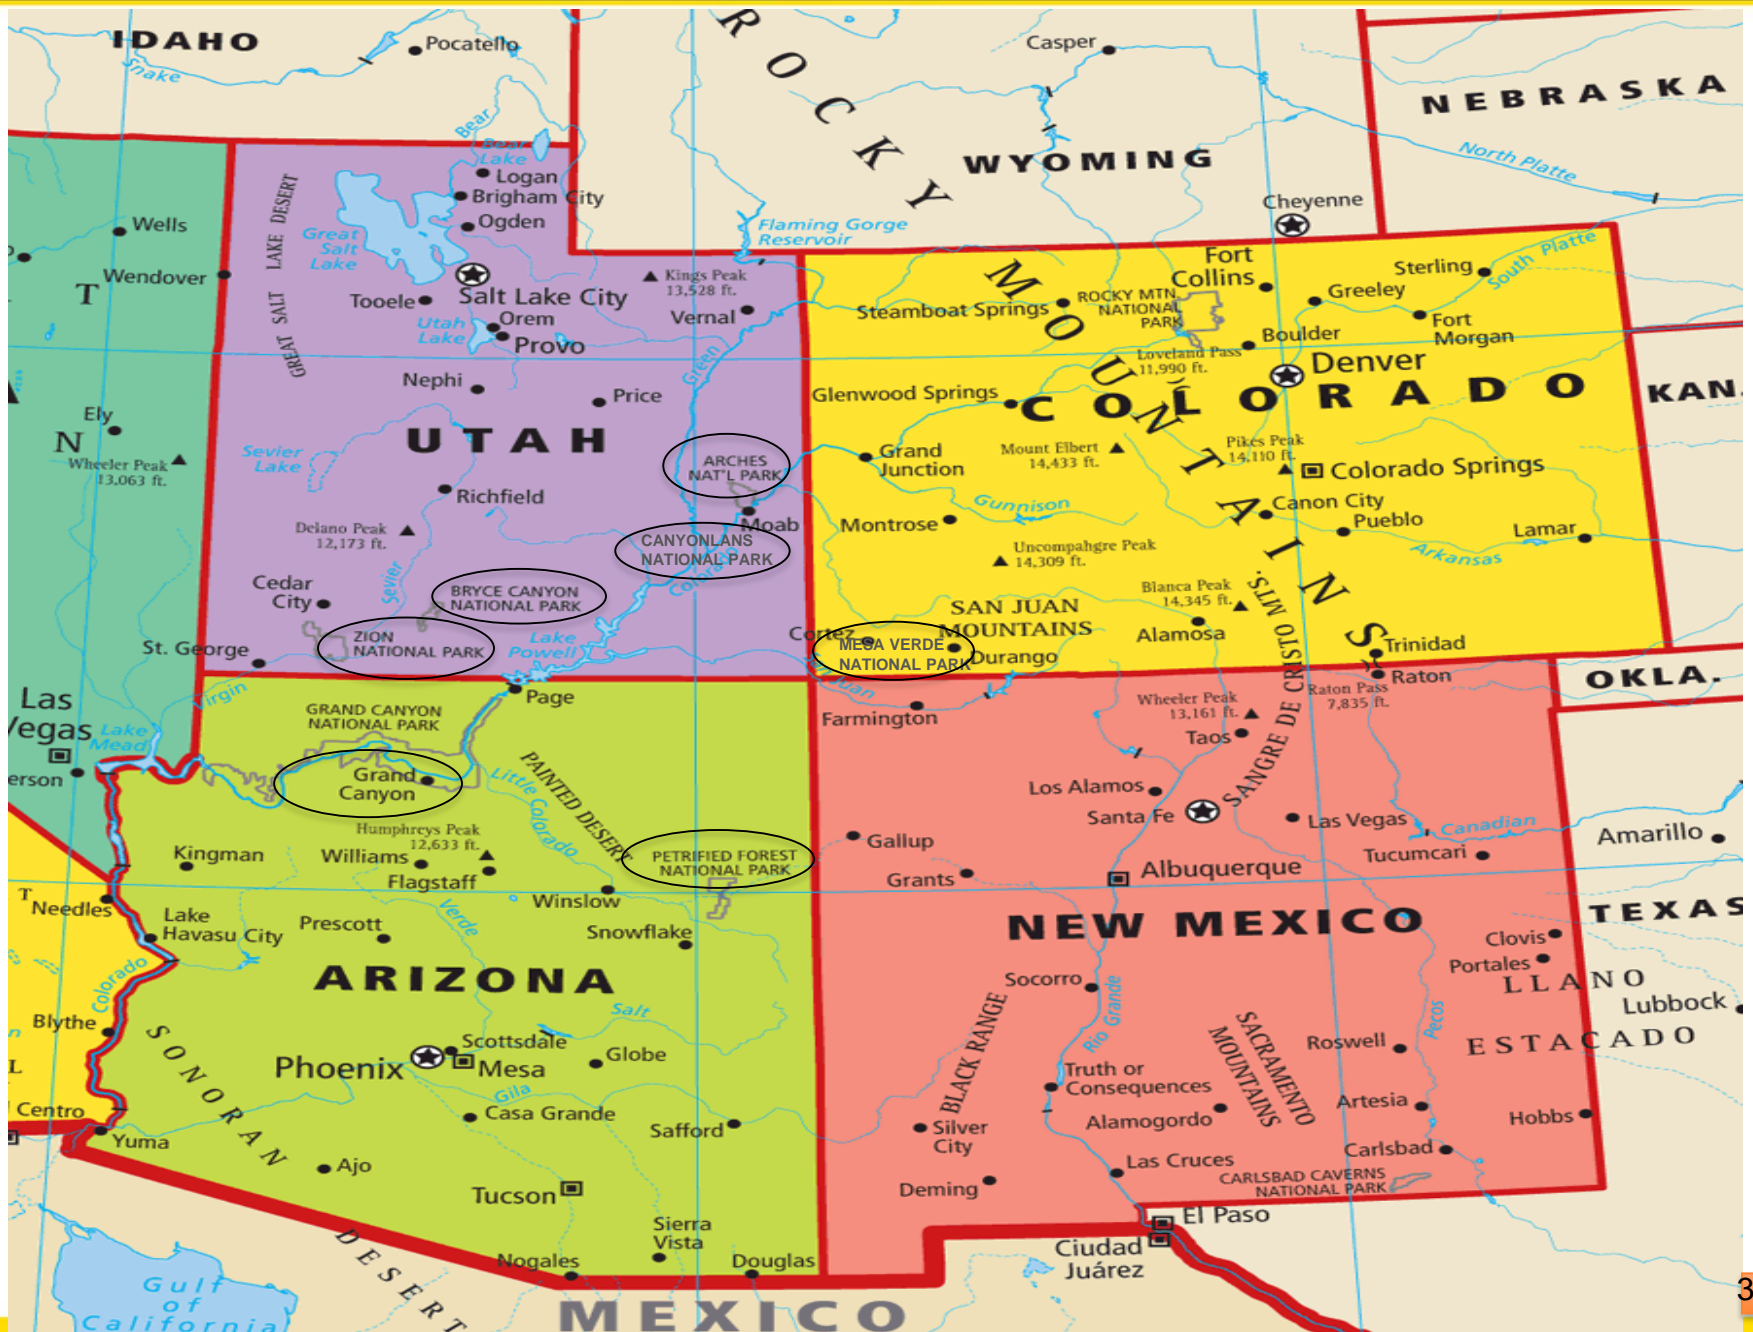 IDAHO
Pocatello
Snake
ROCKY
Casper
NEBRASKA
WYOMING
North Platte
Cheyenne
Bear
Bear
Lake
Logan
Brigham City
Ogden
GREAT SALT LAKE DESERT
Great
Salt
Lake
Flaming Gorge
Reservoir
Wells
Wendover
T
Kings Peak
13,528 ft.
Salt Lake City
Tooele
Vernal
Orem
Utah
Lake
Provo
Green
Nephi
Price
UTAH
Ely
N
Wheeler Peak
13,063 ft.
Sevier
Lake
Richfield
ARCHES
NAT'L PARK
Moab
Delano Peak
12,173 ft.
CANYONLANS
NATIONAL PARK
Colorado
Sevier
Cedar
City
BRYCE CANYON
NATIONAL PARK
ZION
NATIONAL PARK
Lake
Powell
St. George
Virgin
MOUNTAINS
Fort
Collins
Sterling
South Platte
Steamboat Springs
ROCKY MTN.
NATIONAL
PARK
Greeley
Fort
Morgan
Boulder
Loveland Pass
11,990 ft.
Denver
Glenwood Springs
COLORADO
KAN.
Grand
Junction
Mount Elbert
14,433 ft.
Pikes Peak
14,110 ft.
Colorado Springs
Gunnison
Canon City
Montrose
Pueblo
Lamar
Uncompahgre Peak
14,309 ft.
Arkansas
Blanca Peak
14,345 ft.
SAN JUAN
MOUNTAINS
Cortez
MESA VERDE
NATIONAL PARK
Durango
Alamosa
SANGRE DE CRISTO MTS.
Trinidad
Raton
Raton Pass
7,835 ft.
OKLA.
Las
Vegas
Lake
Mead
erson
Page
GRAND CANYON
NATIONAL PARK
Grand
Canyon
PAINTED DESERT
Little Colorado
Humphreys Peak
12,633 ft.
Kingman
Williams
Flagstaff
PETRIFIED FOREST
NATIONAL PARK
T
Needles
Lake
Havasu City
Winslow
Verde
Prescott
Snowflake
ARIZONA
Colorado
Blythe
Salt
SONORAN
Scottsdale
Phoenix
Mesa
Globe
L
Gila
Centro
Casa Grande
Safford
Yuma
Ajo
Tucson
Sierra
Vista
Nogales
Douglas
DESERT
Gulf
of
California
MEXICO
Juan
Farmington
Wheeler Peak
13,161 ft.
Taos
Los Alamos
Santa Fe
Las Vegas
Canadian
Amarillo
Gallup
Tucumcari
Grants
Albuquerque
NEW MEXICO
TEXAS
Clovis
Portales
LLANO
Socorro
Lubbock
Rio Grande
BLACK RANGE
SACRAMENTO
MOUNTAINS
Pecos
Roswell
ESTACADO
Truth or
Consequences
Alamogordo
Artesia
Hobbs
Silver
City
Las Cruces
Carlsbad
CARLSBAD CAVERNS
NATIONAL PARK
Deming
El Paso
Ciudad
Juárez
3